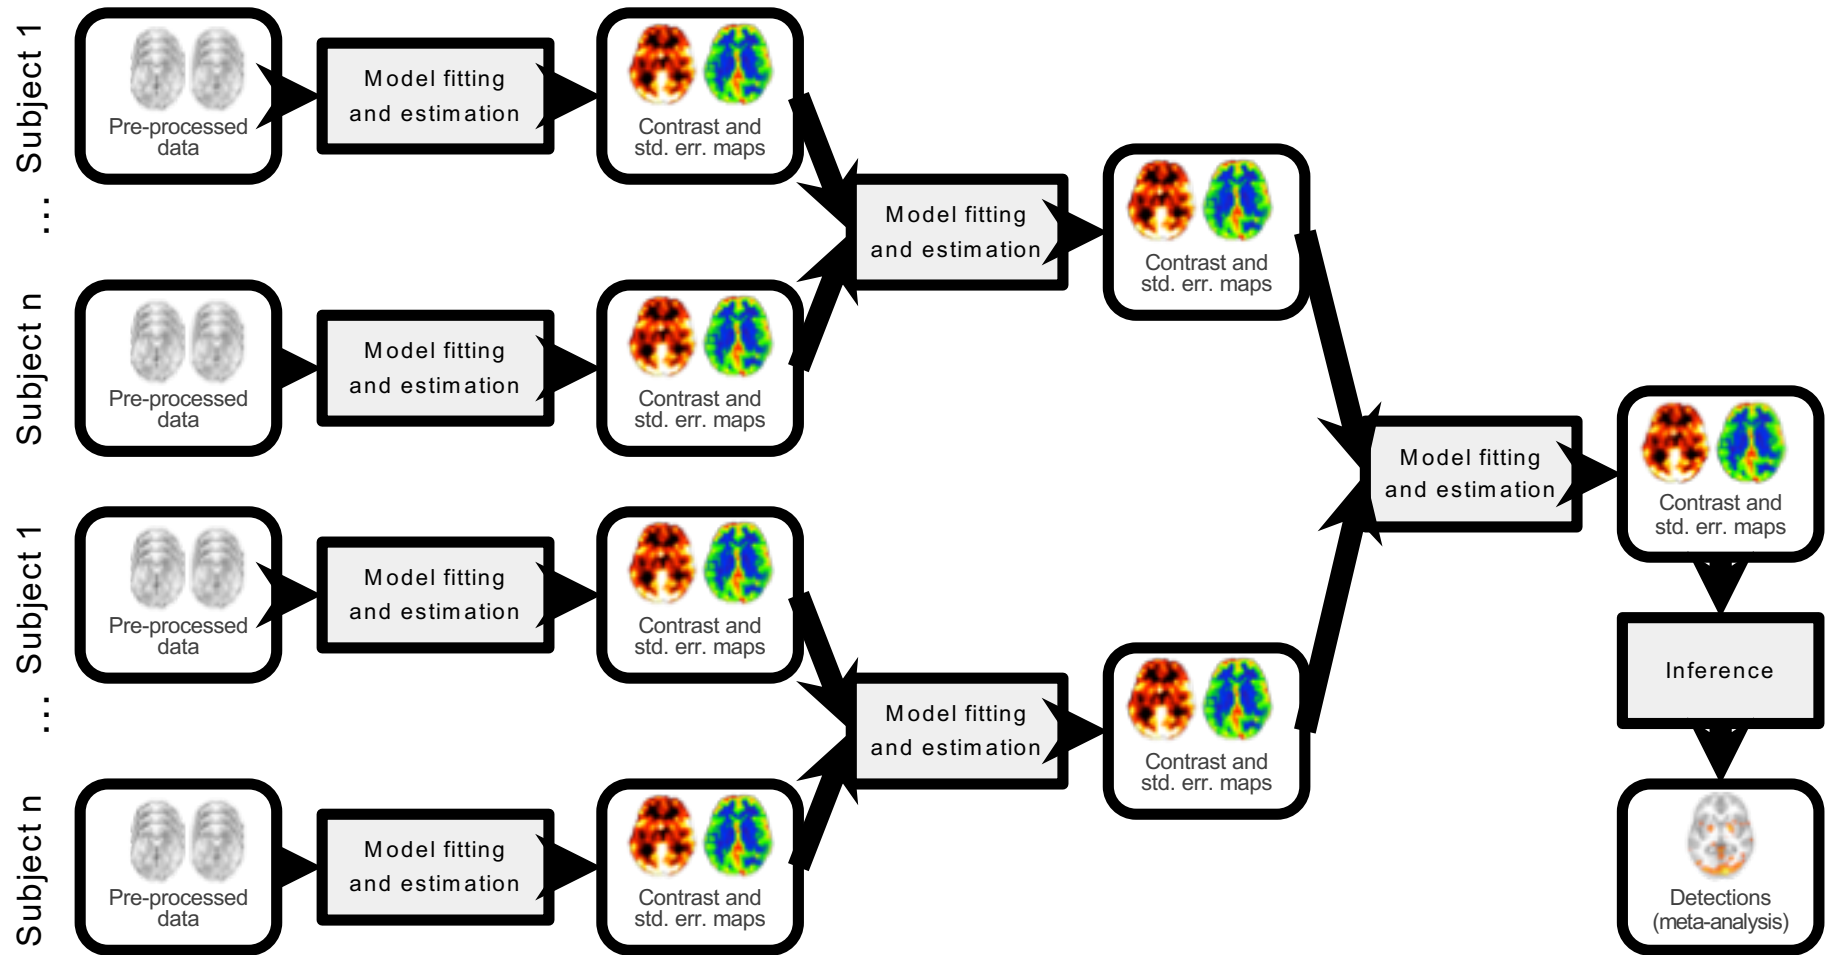 Subject 1
Pre-processed
data
Model fitting
and estimation
Contrast and
std. err. maps
...
Model fitting
and estimation
Contrast and
std. err. maps
Subject n
Pre-processed
data
Model fitting
and estimation
Contrast and
std. err. maps
Model fitting
and estimation
Contrast and
std. err. maps
Subject 1
Pre-processed
data
Model fitting
and estimation
Contrast and
std. err. maps
...
Model fitting
and estimation
Contrast and
std. err. maps
Subject n
Pre-processed
data
Model fitting
and estimation
Contrast and
std. err. maps
Inference
Detections
(meta-analysis)